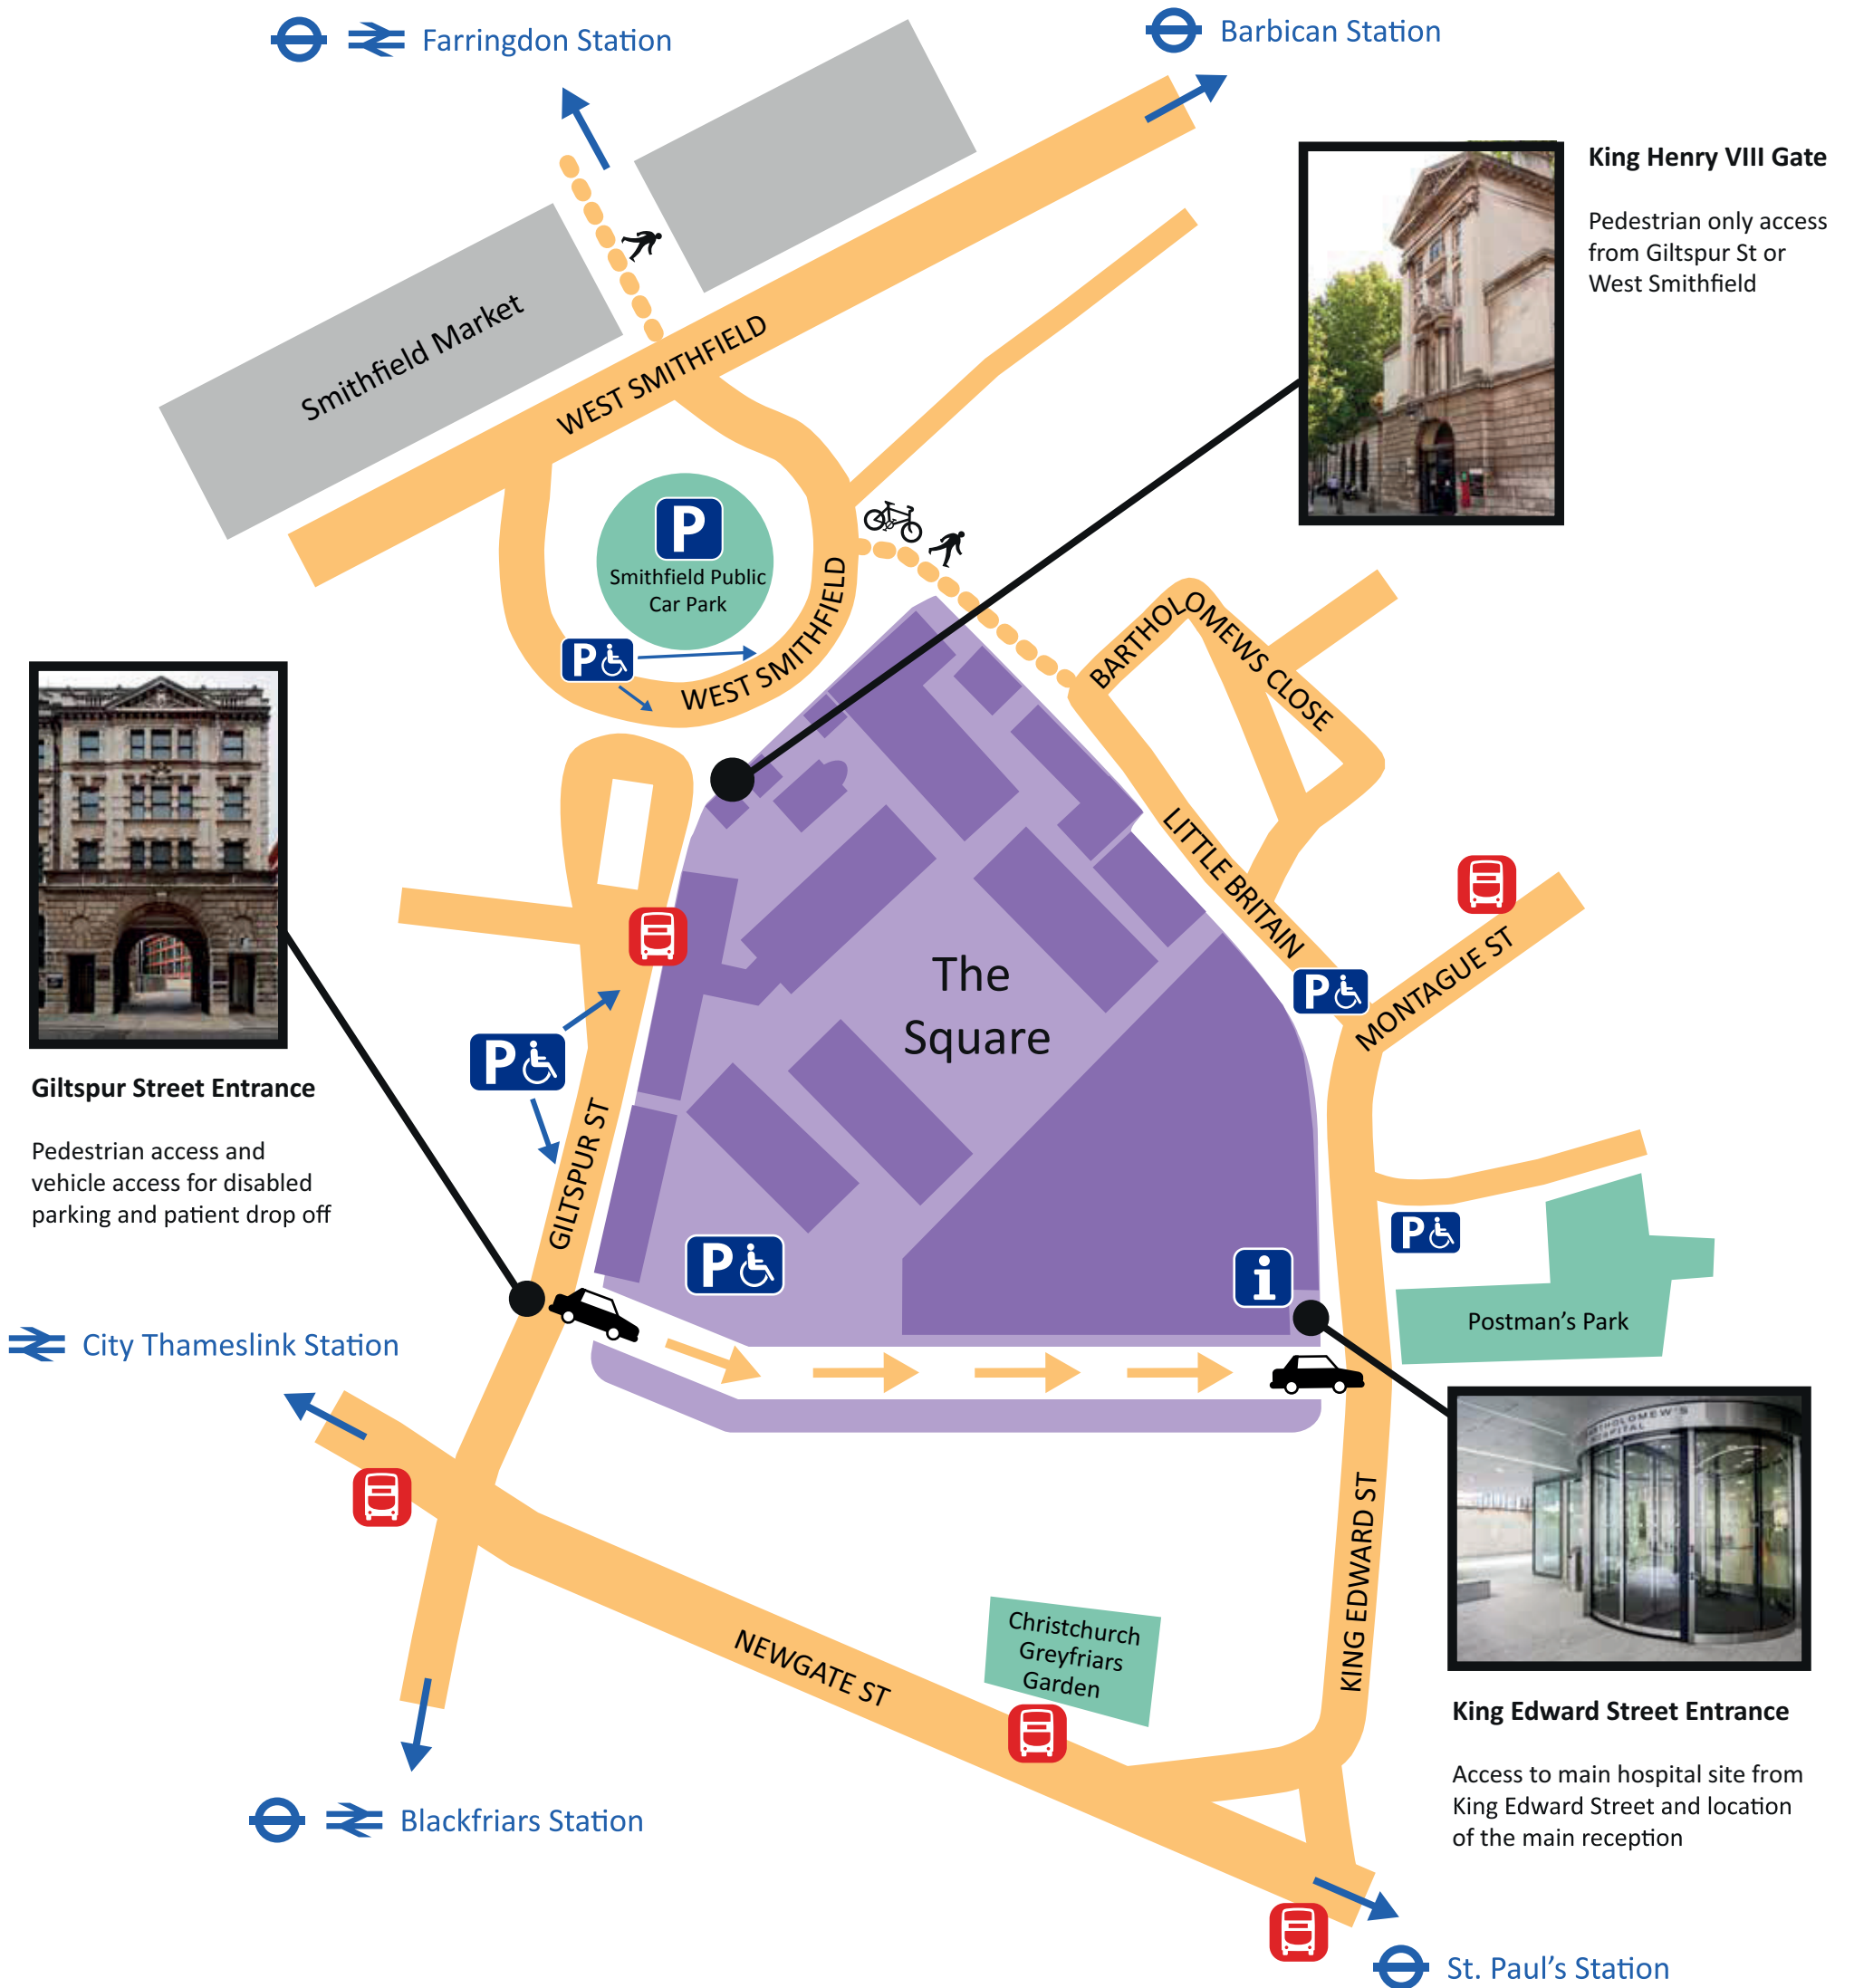 Farringdon Station
Barbican Station
King Henry VIII Gate
Pedestrian only access
from Giltspur St or
West Smithfield
Smithfield Market
WEST SMITHFIELD
P
Smithfield Public
Car Park
P
WEST SMITHFIELD
BARTHOLOMEWS CLOSE
LITTLE BRITAIN
P
MONTAGUE ST
The
Square
P
GILTSPUR ST
Giltspur Street Entrance
Pedestrian access and
vehicle access for disabled
parking and patient drop off
P
i
P
Postman's Park
City Thameslink Station
BARTHOLOMEW'S
HOSPITAL
KING EDWARD ST
NEWGATE ST
Christchurch
Greyfriars
Garden
King Edward Street Entrance
Access to main hospital site from
King Edward Street and location
of the main reception
Blackfriars Station
St. Paul's Station